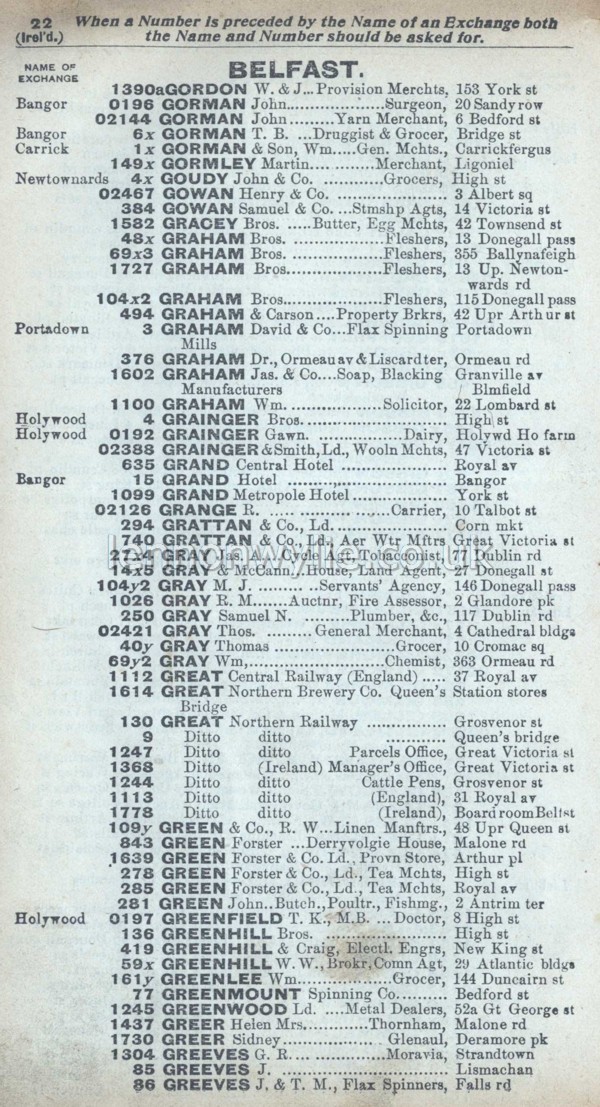 22 When a Number is preceded by the Name of an Exchange both
(Irel'd.) the Name and Number should be asked for.
NAME OF EXCHANGE
BELFAST.
1390a GORDON W. & J... Provision Merchts, 153 York st
Bangor 0196 GORMAN John....................Surgeon, 20 Sandy row
02144 GORMAN John .........Yarn Merchant, 6 Bedford st
Bangor 6x GORMAN T. B. ...Druggist & Grocer, Bridge st
Carrick 1x GORMAN & Son, Wm.....Gen. Mchts., Carrickfergus
149x GORMLEY Martin................Merchant, Ligoniel
Newtownards 4x GOUDY John & Co. ............Grocers, High st
02467 GOWAN Henry & Co. ...................... 3 Albert sq
384 GOWAN Samuel & Co. ...Stmshp Agts, 14 Victoria st
1582 GRACEY Bros. .....Butter, Egg Mchts, 42 Townsend st
48x GRAHAM Bros. ..................Fleshers, 13 Donegall pass
69x3 GRAHAM Bros. ..................Fleshers, 355 Ballynafeigh
1727 GRAHAM Bros...................Fleshers, 13 Up. Newton-
wards rd
104x2 GRAHAM Bros...................Fleshers, 115 Donegall pass
494 GRAHAM & Carson ....Property Brkrs, 42 Upr Arthur st
Portadown 3 GRAHAM David & Co...Flax Spinning Portadown
Mills
376 GRAHAM Dr., Ormeau av & Liscard ter, Ormeau rd
1602 GRAHAM Jas. & Co....Soap, Blacking Granville av
Manufacturers Blmfield
1100 GRAHAM Wm. ..................Solicitor, 22 Lombard st
Holywood 4 GRAINGER Bros............................. High st
Holywood 0192 GRAINGER Gawn. ................Dairy, Holywd Ho farm
02388 GRAINGER & Smith, Ld., Wooln Mchts, 47 Victoria st
635 GRAND Central Hotel ..................... Royal av
Bangor 15 GRAND Hotel ................................ Bangor
1099 GRAND Metropole Hotel................... York st
02126 GRANGE R. ..... .....................Carrier, 10 Talbot st
294 GRATTAN & Co., Ld....................... Corn mkt
740 GRATTAN & Co., Ld., Aer Wtr Mftrs Great Victoria st
27x4 GRAY Jas. A., Cycle Agt, Tobacconist, 77 Dublin rd
14x5 GRAY & McCann...House, Land Agent, 27 Donegall st
104y2 GRAY M. J. ......... ..Servants' Agency, 146 Donegall pass
1026 GRAY R. M.......Auctnr, Fire Assessor, 2 Glandore pk
250 GRAY Samuel N. .........Plumber, &c., 117 Dublin rd
02421 GRAY Thos. .........General Merchant, 4 Cathedral bldgs
40y GRAY Thomas .......................Grocer, 10 Cromac sq
69y2 GRAY Wm, ..........................Chemist, 363 Ormeau rd
1112 GREAT Central Railway (England) ..... 37 Royal av
1614 GREAT Northern Brewery Co. Queen's Station stores
Bridge
130 GREAT Northern Railway ............... Grosvenor st
9 Ditto ditto ............ Queen's bridge
1247 Ditto ditto Parcels Office, Great Victoria st
1368 Ditto (Ireland) Manager's Office, Great Victoria st
1244 Ditto ditto Cattle Pens, Grosvenor st
1113 Ditto ditto (England), 31 Royal av
1778 Ditto ditto (Ireland), Board room Belfst
109y GREEN & Co., R. W...Linen Manftrs., 48 Upr Queen st
843 GREEN Forster ...Derryvolgie House, Malone rd
1639 GREEN Forster & Co. Ld., Provn Store, Arthur pl
278 GREEN Forster & Co., Ld., Tea Mchts, High st
285 GREEN Forster & Co., Ld., Tea Mchts, Royal av
281 GREEN John..Butch., Poultr., Fishmg., 2 Antrim ter
Holywood 0197 GREENFIELD T. K., M.B. ...Doctor, 8 High st
136 GREENHILL Bros. .......................... High st
419 GREENHILL & Craig, Electl. Engrs, New King st
59x GREENHILL W. W., Brokr, Comn Agt, 29 Atlantic bldgs
161y GREENLEE Wm...................Grocer, 144 Duncairn st
77 GREENMOUNT Spinning Co.......... Bedford st
1245 GREENWOOD Ld. ....Metal Dealers, 52a Gt George st
1437 GREER Helen Mrs............Thornham, Malone rd
1730 GREER Sidney....................Glenaul, Deramore pk
1304 GREEVES G. R.... ...............Moravia, Strandtown
85 GREEVES J. ................................ Lismachan
86 GREEVES J. & T. M., Flax Spinners, Falls rd
lennonwylie.co.uk